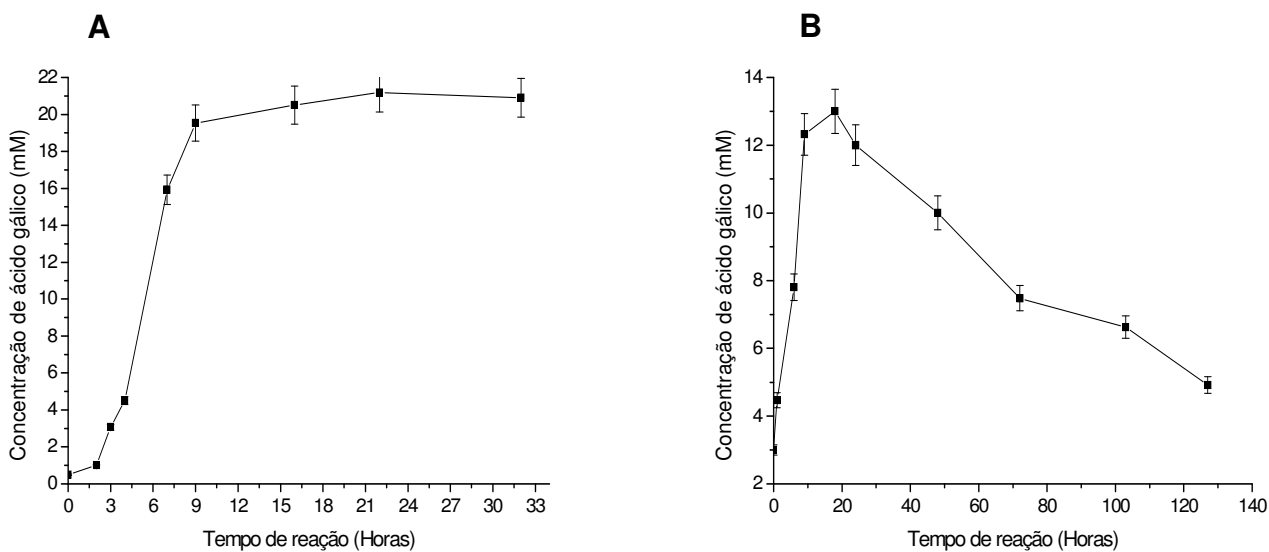 A
Concentração de ácido gálico (mM)
22
20
18
16
14
12
10
8
6
4
2
0
0 3 6 9 12 15 18 21 24 27 30 33
Tempo de reação (Horas)
B
Concentração de ácido gálico (mM)
14
12
10
8
6
4
2
0 20 40 60 80 100 120 140
Tempo de reação (Horas)